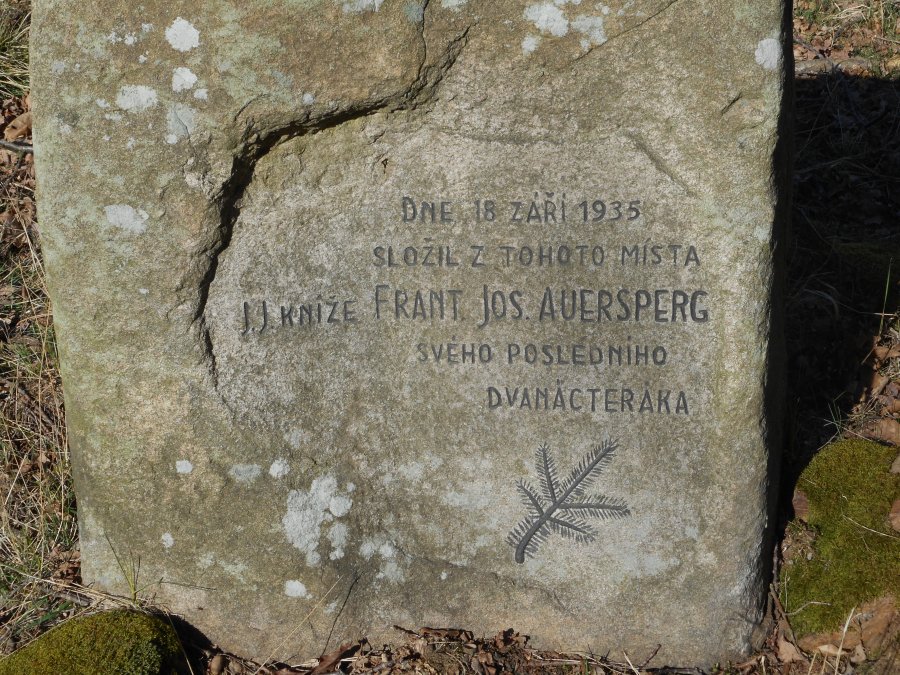 DNE 18 ZÁŘÍ 1935
SLOŽIL Z TOHOTO MÍSTA
J.J. KNÍŽE FRANT. JOS. AUERSPERG
SVÉHO POSLEDNÍHO
DVANÁCTERÁKA